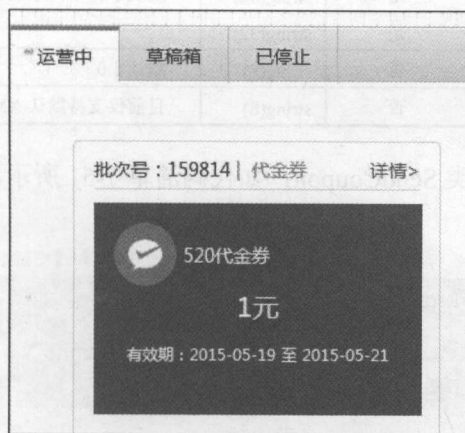 运营中 草稿箱 已停止
批次号：159814 | 代金券 详情>
520代金券
1元
有效期：2015-05-19 至 2015-05-21